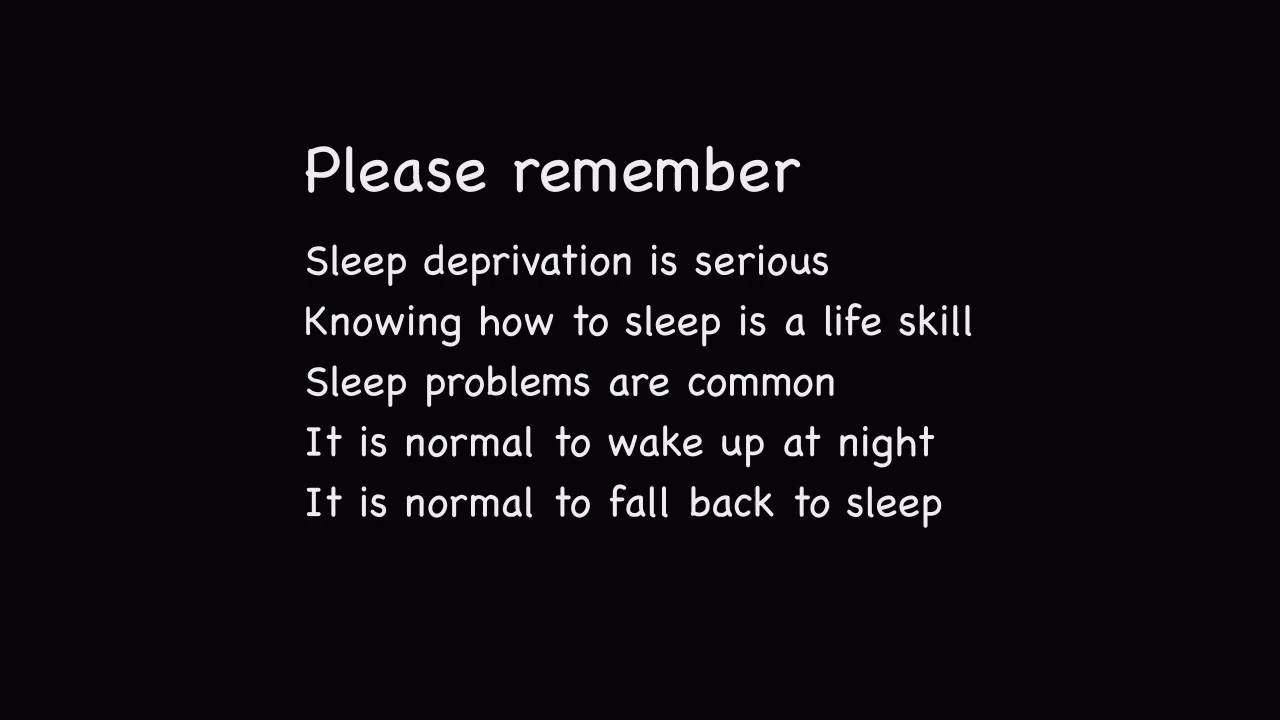 Please remember
Sleep deprivation is serious
Knowing how to sleep is a life skill
Sleep problems are common
It is normal to wake up at night
It is normal to fall back to sleep